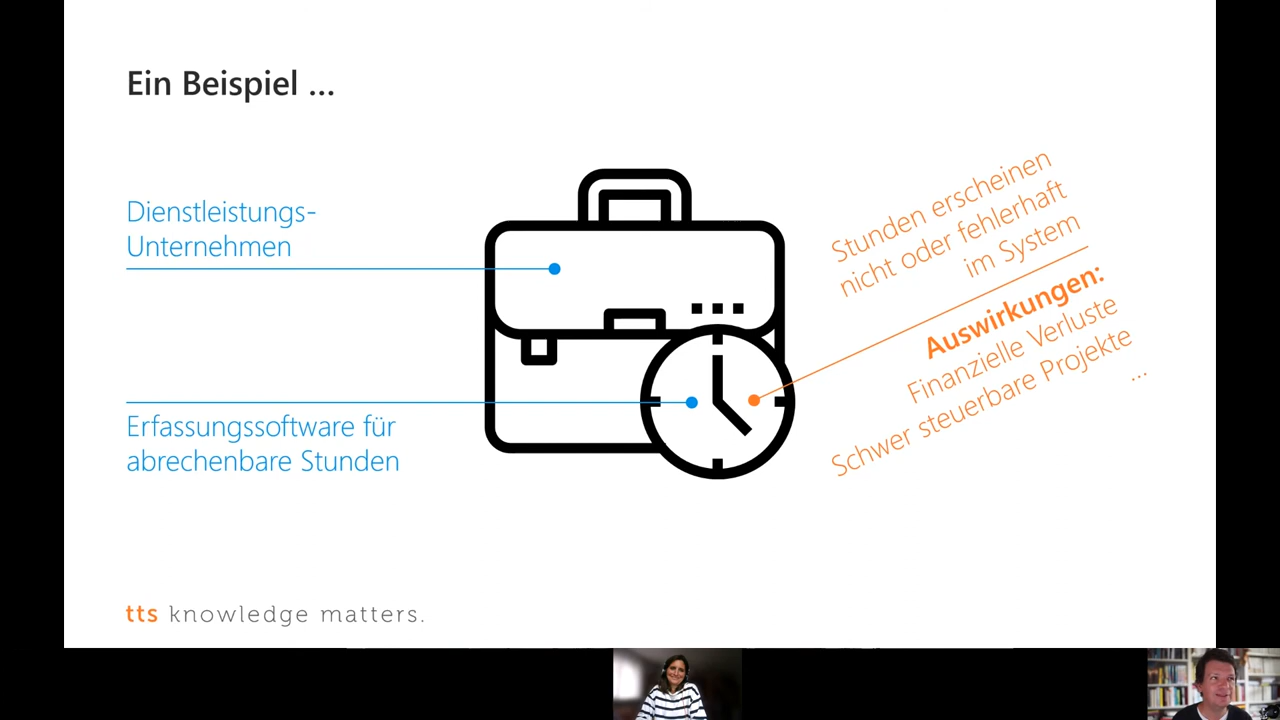 Ein Beispiel ...
Dienstleistungs-
Unternehmen
Erfassungssoftware für
abrechenbare Stunden
Stunden erscheinen
nicht oder fehlerhaft
im System
Auswirkungen:
Finanzielle Verluste
Schwer steuerbare Projekte
...
tts knowledge matters.